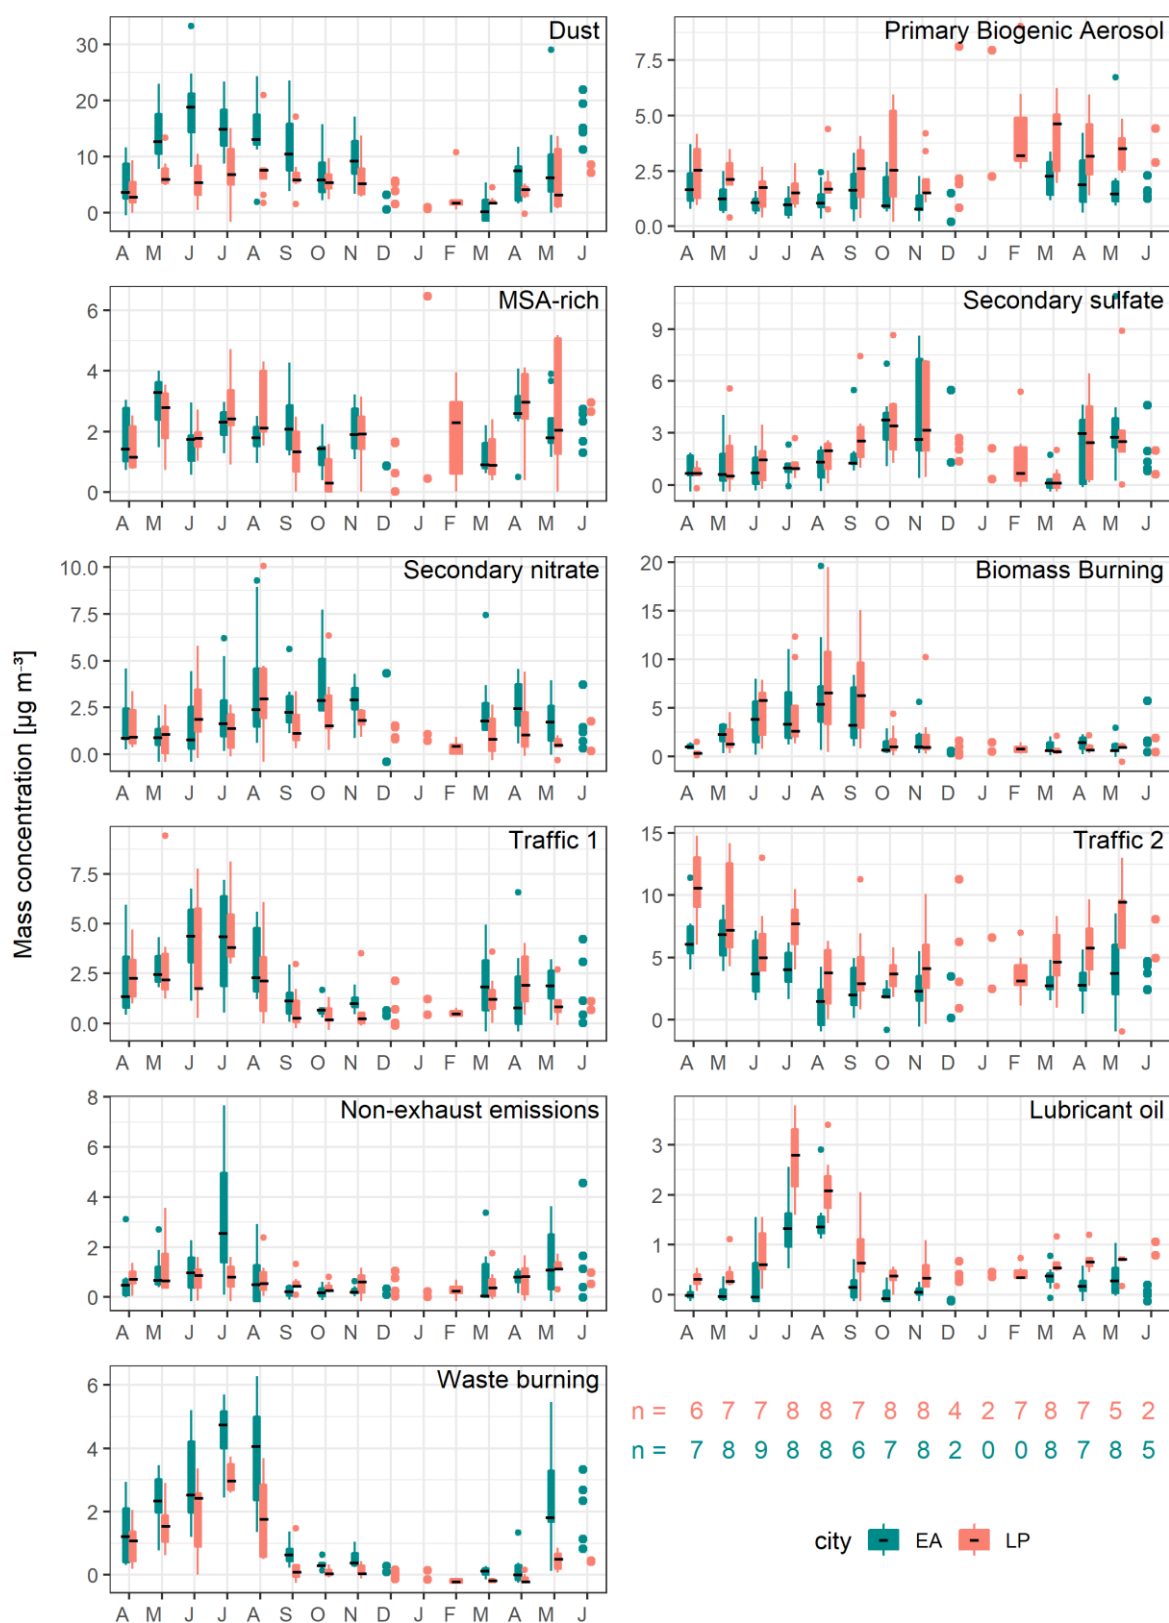 Mass concentration [µg m⁻³]
Dust
30
20
10
0
A M J J A S O N D J F M A M J
Primary Biogenic Aerosol
7.5
5.0
2.5
0.0
A M J J A S O N D J F M A M J
MSA-rich
6
4
2
0
A M J J A S O N D J F M A M J
Secondary sulfate
9
6
3
0
A M J J A S O N D J F M A M J
Secondary nitrate
10.0
7.5
5.0
2.5
0.0
A M J J A S O N D J F M A M J
Biomass Burning
20
15
10
5
0
A M J J A S O N D J F M A M J
Traffic 1
7.5
5.0
2.5
0.0
A M J J A S O N D J F M A M J
Traffic 2
15
10
5
0
A M J J A S O N D J F M A M J
Non-exhaust emissions
8
6
4
2
0
A M J J A S O N D J F M A M J
Lubricant oil
3
2
1
0
A M J J A S O N D J F M A M J
Waste burning
6
4
2
0
A M J J A S O N D J F M A M J
n = 6 7 7 8 8 7 8 8 4 2 7 8 7 5 2
n = 7 8 9 8 8 6 7 8 2 0 0 8 7 8 5
city EA LP